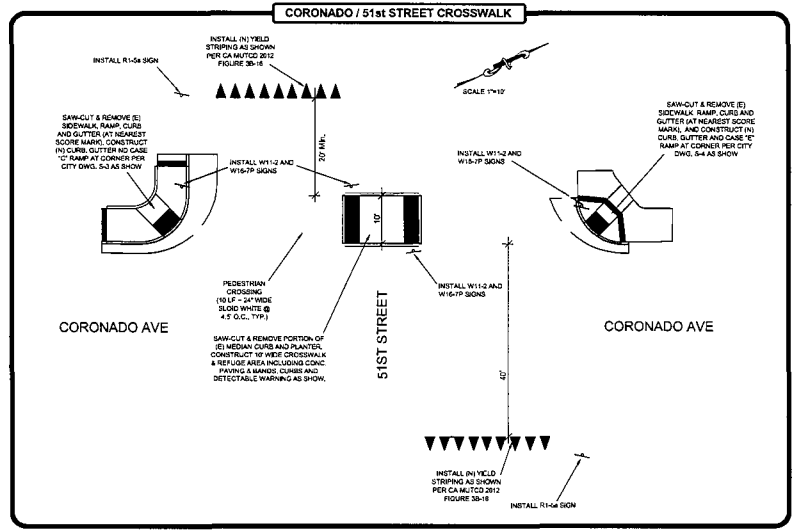 CORONADO / 51st STREET CROSSWALK
INSTALL (N) YIELD
STRIPING AS SHOWN
PER CA MUTCD 2012
FIGURE 3B-16
INSTALL R1-5a SIGN
SCALE 1"=10'
SAW-CUT & REMOVE (E)
SIDEWALK, RAMP, CURB
AND GUTTER (AT NEAREST
SCORE MARK), CONSTRUCT
(N) CURB, GUTTER ND CASE
"C" RAMP AT CORNER PER
CITY DWG. S-3 AS SHOW
20' Min.
INSTALL W11-2 AND
W16-7P SIGNS
SAW-CUT & REMOVE (E)
SIDEWALK, RAMP, CURB AND
GUTTER (AT NEAREST SCORE
MARK), AND CONSTRUCT (N)
CURB, GUTTER AND CASE "E"
RAMP AT CORNER PER CITY
DWG. S-4 AS SHOW
INSTALL W11-2 AND
W16-7P SIGNS
10'
PEDESTRIAN
CROSSING
(10 LF - 24" WIDE
SLOID WHITE @
4.5' O.C., TYP.)
INSTALL W11-2 AND
W16-7P SIGNS
CORONADO AVE
51ST STREET
CORONADO AVE
SAW-CUT & REMOVE PORTION OF
(E) MEDIAN CURB AND PLANTER,
CONSTRUCT 10' WIDE CROSSWALK
& REFUGE AREA INCLUDING CONC.
PAVING & BANDS, CURBS AND
DETECTABLE WARNING AS SHOW.
40'
INSTALL (N) YIELD
STRIPING AS SHOWN
PER CA MUTCD 2012
FIGURE 3B-16
INSTALL R1-5a SIGN